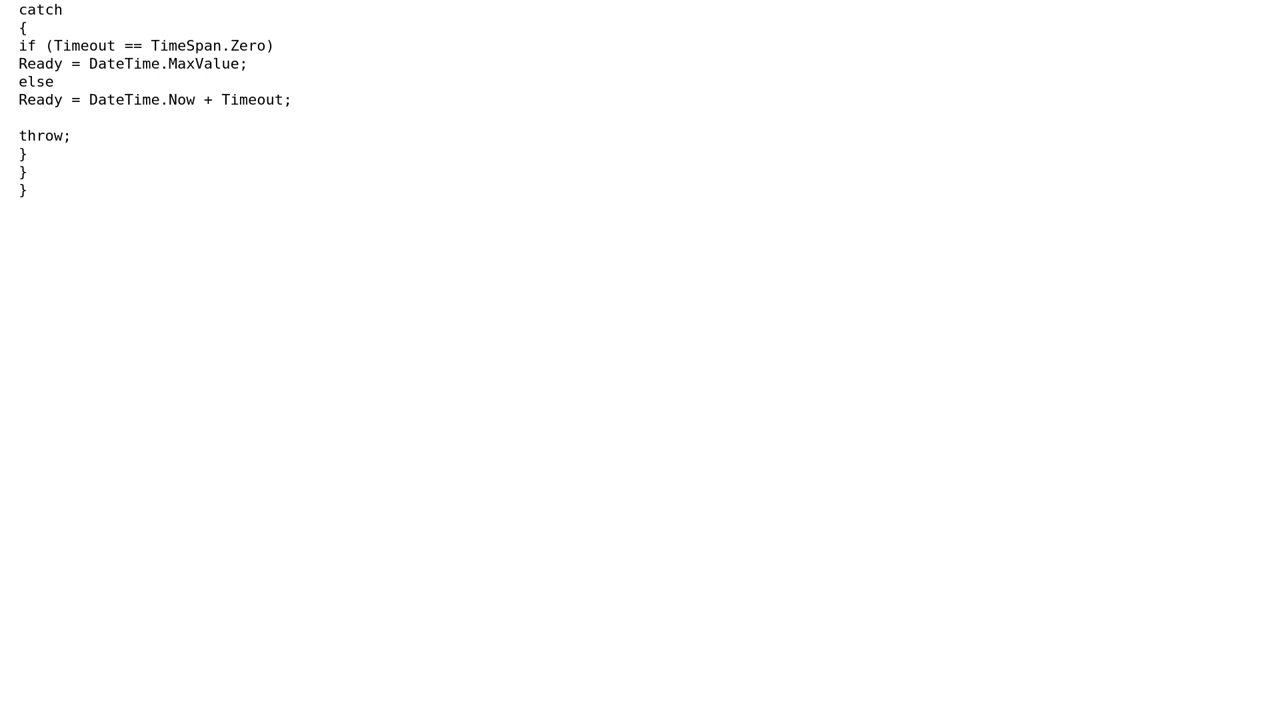 catch
{
if (Timeout == TimeSpan.Zero)
Ready = DateTime.MaxValue;
else
Ready = DateTime.Now + Timeout;

throw;
}
}
}